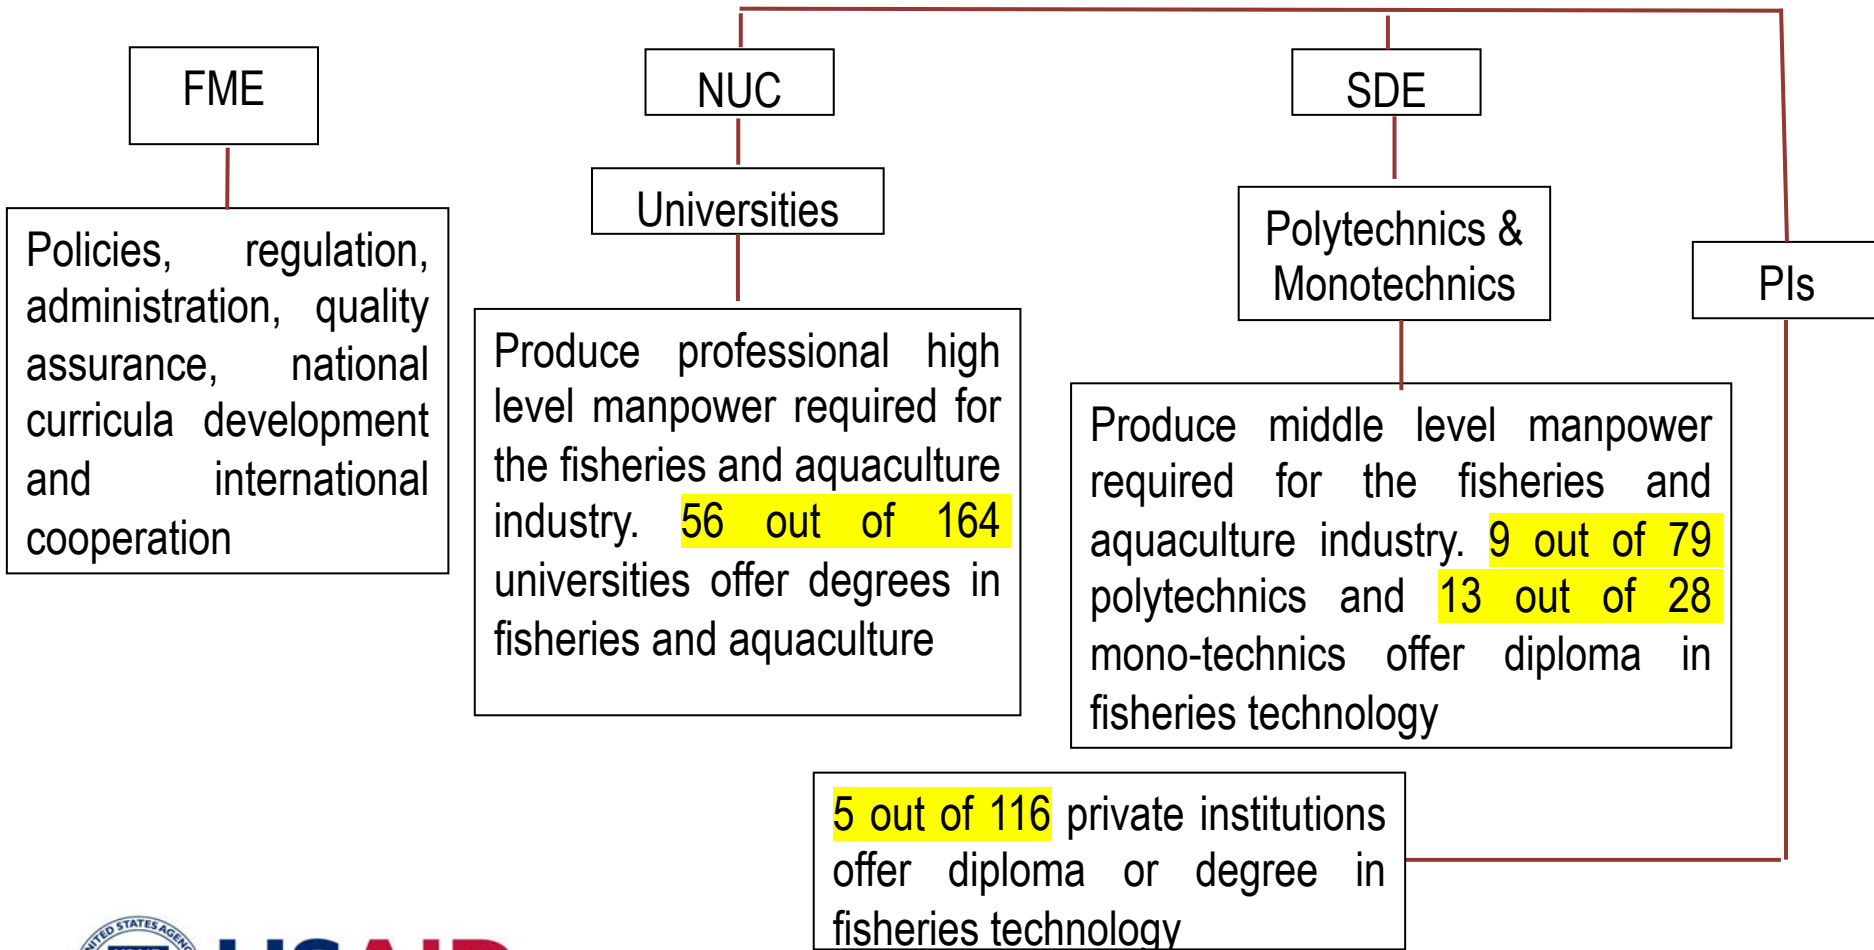 FME
Policies, regulation,
administration, quality
assurance, national
curricula development
and international
cooperation
NUC
Universities
Produce professional high
level manpower required for
the fisheries and aquaculture
industry. 56 out of 164
universities offer degrees in
fisheries and aquaculture
SDE
Polytechnics &
Monotechnics
Produce middle level manpower
required for the fisheries and
aquaculture industry. 9 out of 79
polytechnics and 13 out of 28
mono-technics offer diploma in
fisheries technology
PIs
5 out of 116 private institutions
offer diploma or degree in
fisheries technology
UNITED STATES AGEN
USAID